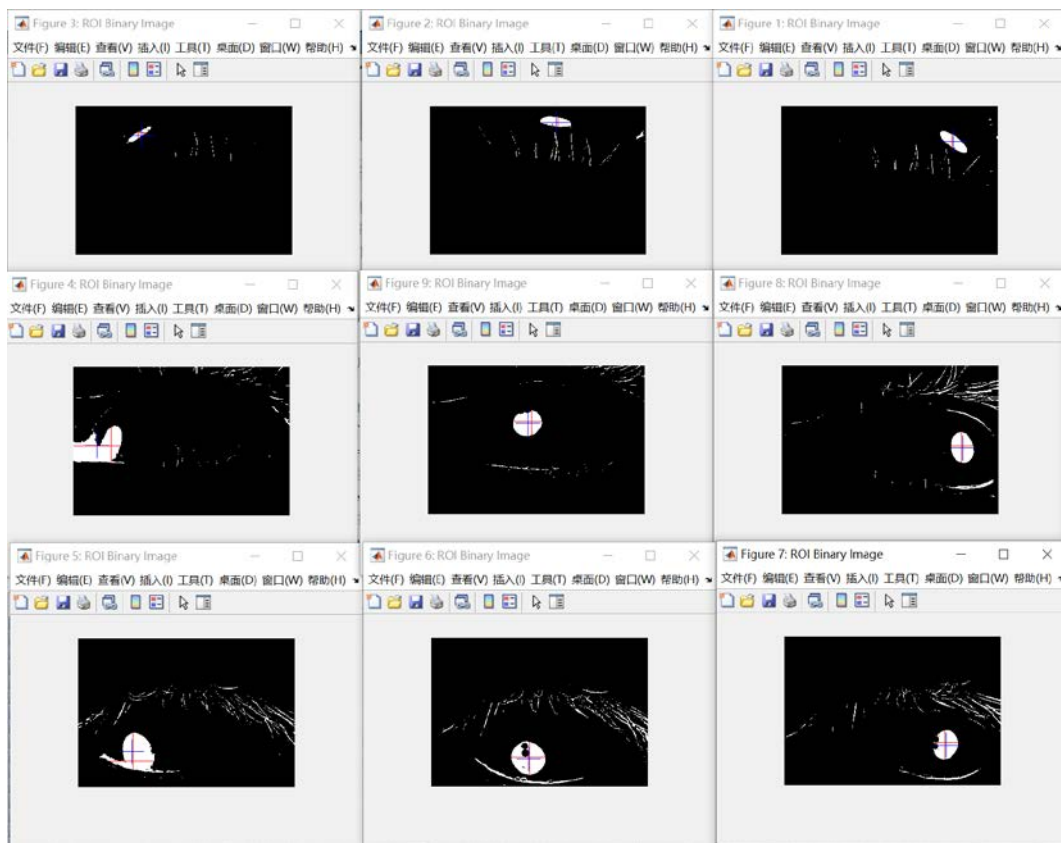 Figure 3: ROI Binary Image
文件(F) 编辑(E) 查看(V) 插入(I) 工具(T) 桌面(D) 窗口(W) 帮助(H)
Figure 2: ROI Binary Image
文件(F) 编辑(E) 查看(V) 插入(I) 工具(T) 桌面(D) 窗口(W) 帮助(H)
Figure 1: ROI Binary Image
文件(F) 编辑(E) 查看(V) 插入(I) 工具(T) 桌面(D) 窗口(W) 帮助(H)
Figure 4: ROI Binary Image
文件(F) 编辑(E) 查看(V) 插入(I) 工具(T) 桌面(D) 窗口(W) 帮助(H)
Figure 9: ROI Binary Image
文件(F) 编辑(E) 查看(V) 插入(I) 工具(T) 桌面(D) 窗口(W) 帮助(H)
Figure 8: ROI Binary Image
文件(F) 编辑(E) 查看(V) 插入(I) 工具(T) 桌面(D) 窗口(W) 帮助(H)
Figure 5: ROI Binary Image
文件(F) 编辑(E) 查看(V) 插入(I) 工具(T) 桌面(D) 窗口(W) 帮助(H)
Figure 6: ROI Binary Image
文件(F) 编辑(E) 查看(V) 插入(I) 工具(T) 桌面(D) 窗口(W) 帮助(H)
Figure 7: ROI Binary Image
文件(F) 编辑(E) 查看(V) 插入(I) 工具(T) 桌面(D) 窗口(W) 帮助(H)